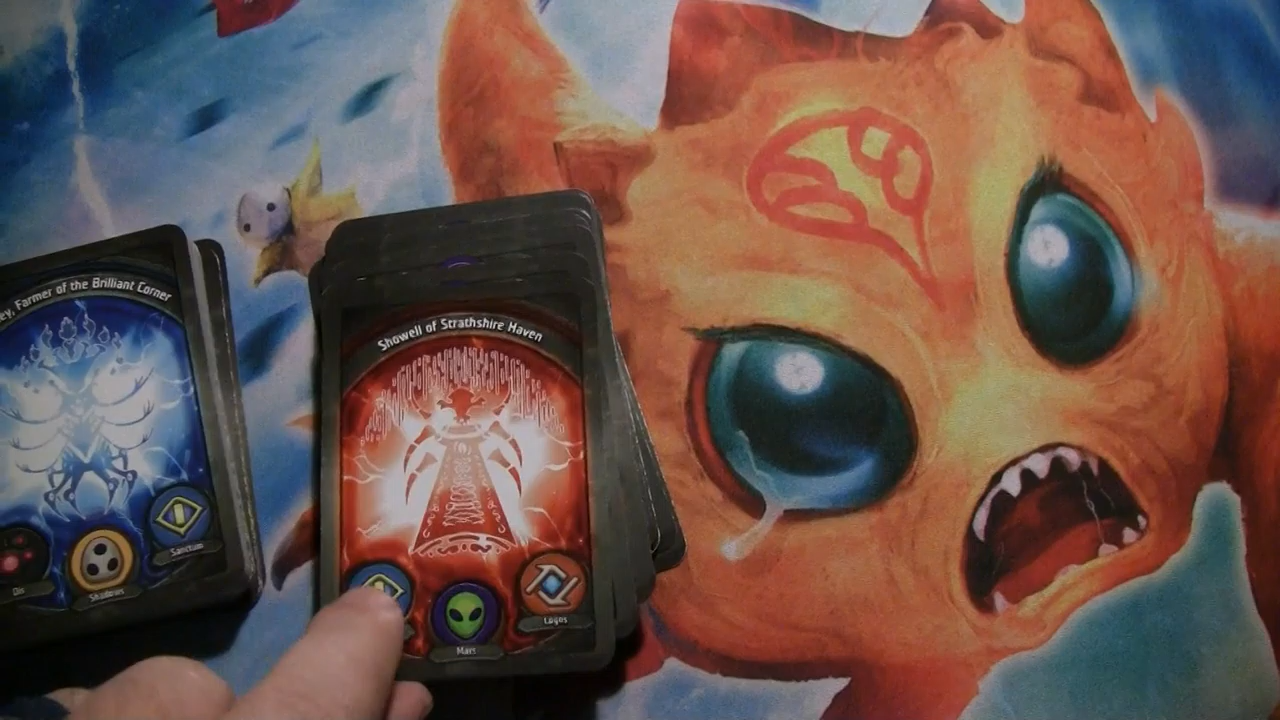 ey, Farmer of the Brilliant Corner
Dis
Shadows
Sanctum
Showell of Strathshire Haven
Mars
Logos